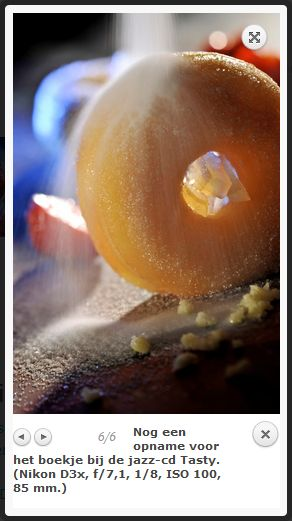 6/6
Nog een
opname voor
het boekje bij de jazz-cd Tasty.
(Nikon D3x, f/7,1, 1/8, ISO 100,
85 mm.)